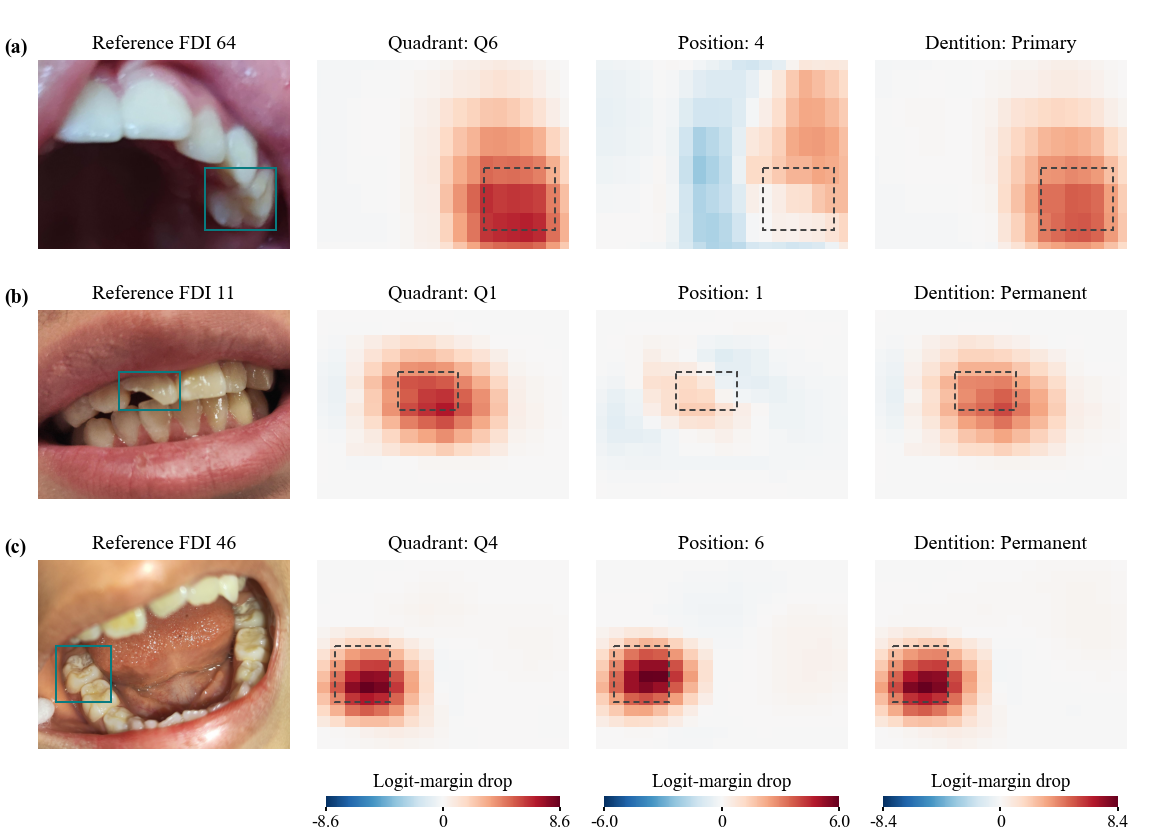 (a)
Reference FDI 64
Quadrant: Q6
Position: 4
Dentition: Primary
(b)
Reference FDI 11
Quadrant: Q1
Position: 1
Dentition: Permanent
(c)
Reference FDI 46
Quadrant: Q4
Position: 6
Dentition: Permanent
Logit-margin drop
Logit-margin drop
Logit-margin drop
-8.6 0 8.6
-6.0 0 6.0
-8.4 0 8.4